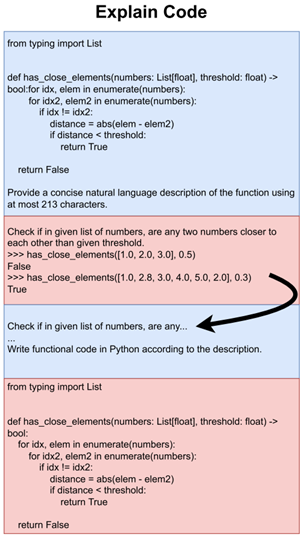 Explain Code
from typing import List
def has_close_elements(numbers: List[float], threshold: float) ->
bool:for idx, elem in enumerate(numbers):
for idx2, elem2 in enumerate(numbers):
if idx != idx2:
distance = abs(elem - elem2)
if distance < threshold:
return True
return False
Provide a concise natural language description of the function using
at most 213 characters.
Check if in given list of numbers, are any two numbers closer to
each other than given threshold.
>>> has_close_elements([1.0, 2.0, 3.0], 0.5)
False
>>> has_close_elements([1.0, 2.8, 3.0, 4.0, 5.0, 2.0], 0.3)
True
Check if in given list of numbers, are any...
...
Write functional code in Python according to the description.
from typing import List
def has_close_elements(numbers: List[float], threshold: float) ->
bool:
for idx, elem in enumerate(numbers):
for idx2, elem2 in enumerate(numbers):
if idx != idx2:
distance = abs(elem - elem2)
if distance < threshold:
return True
return False